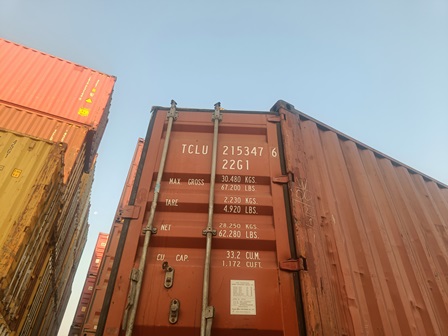 TCLU 215347 6
22G1
MAX. GROSS 30.480 KGS.
67.200 LBS.
TARE 2.230 KGS.
4.920 LBS.
NET 28.250 KGS.
62.280 LBS.
CU. CAP. 33.2 CU.M.
1.172 CU.FT.